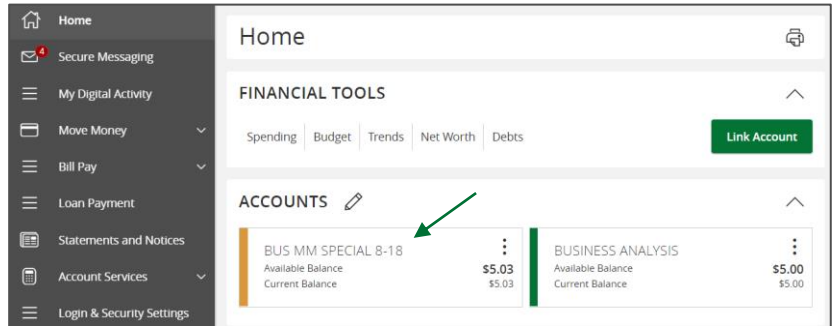 Home
4
Secure Messaging
My Digital Activity
Move Money
Bill Pay
Loan Payment
Statements and Notices
Account Services
Login & Security Settings
Home
FINANCIAL TOOLS
Spending Budget Trends Net Worth Debts
Link Account
ACCOUNTS
BUS MM SPECIAL 8-18
Available Balance $5.03
Current Balance $5.03
BUSINESS ANALYSIS
Available Balance $5.00
Current Balance $5.00